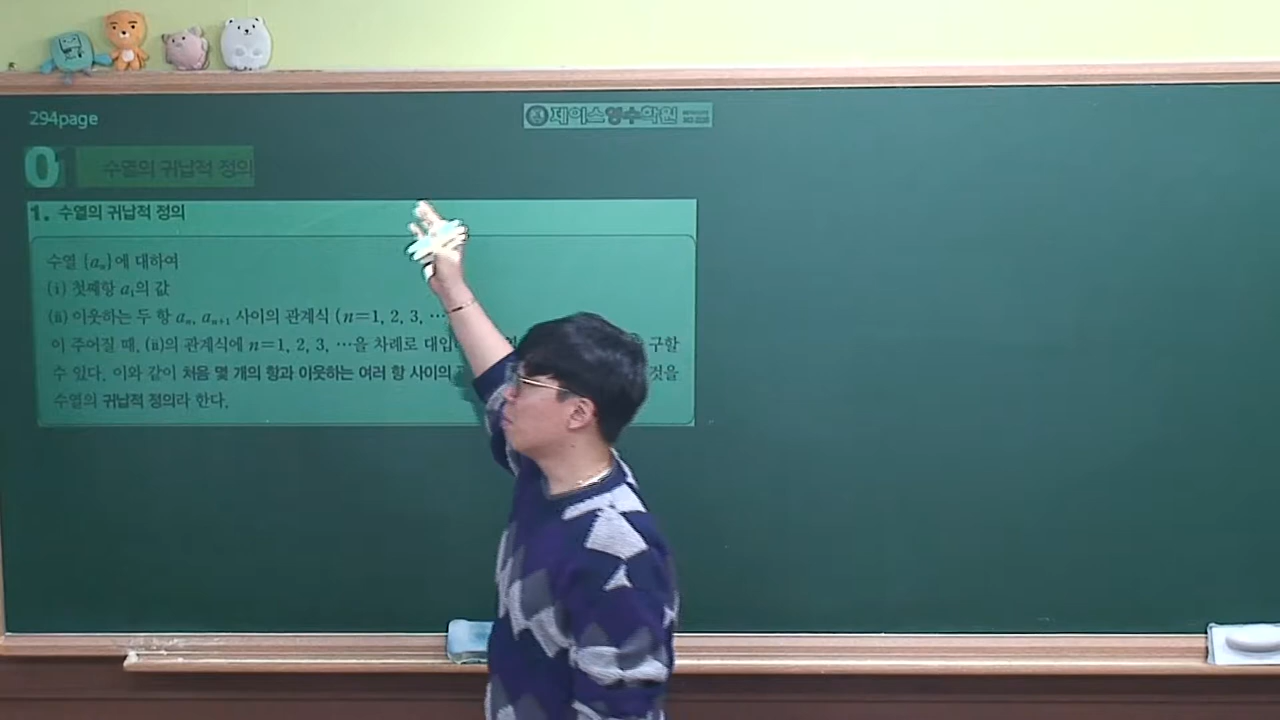 294page
제이스영수학원
0
수열의 귀납적 정의
1. 수열의 귀납적 정의
수열 {aₙ}에 대하여
(i) 첫째항 a₁의 값
(ii) 이웃하는 두 항 aₙ, aₙ₊₁ 사이의 관계식 (n=1, 2, 3, …
이 주어질 때, (ii)의 관계식에 n=1, 2, 3, …을 차례로 대입 구할
수 있다. 이와 같이 처음 몇 개의 항과 이웃하는 여러 항 사이의 것을
수열의 귀납적 정의라 한다.